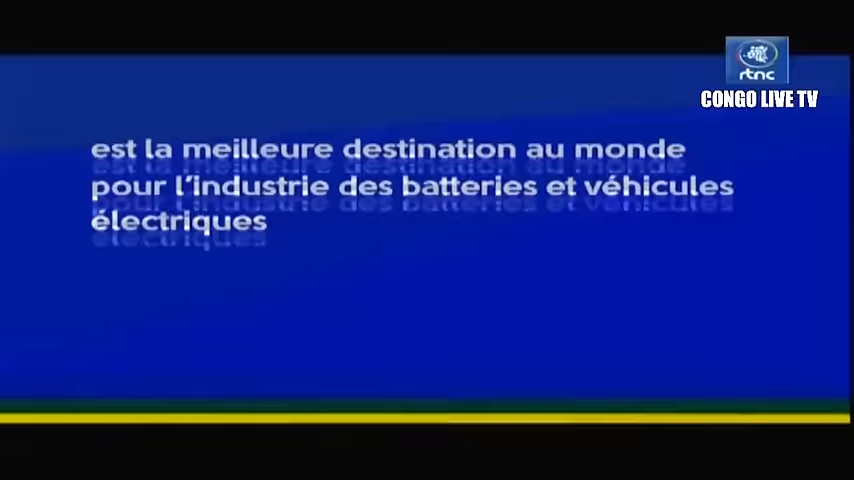 rtnc
CONGO LIVE TV
est la meilleure destination au monde
pour l'industrie des batteries et véhicules
électriques